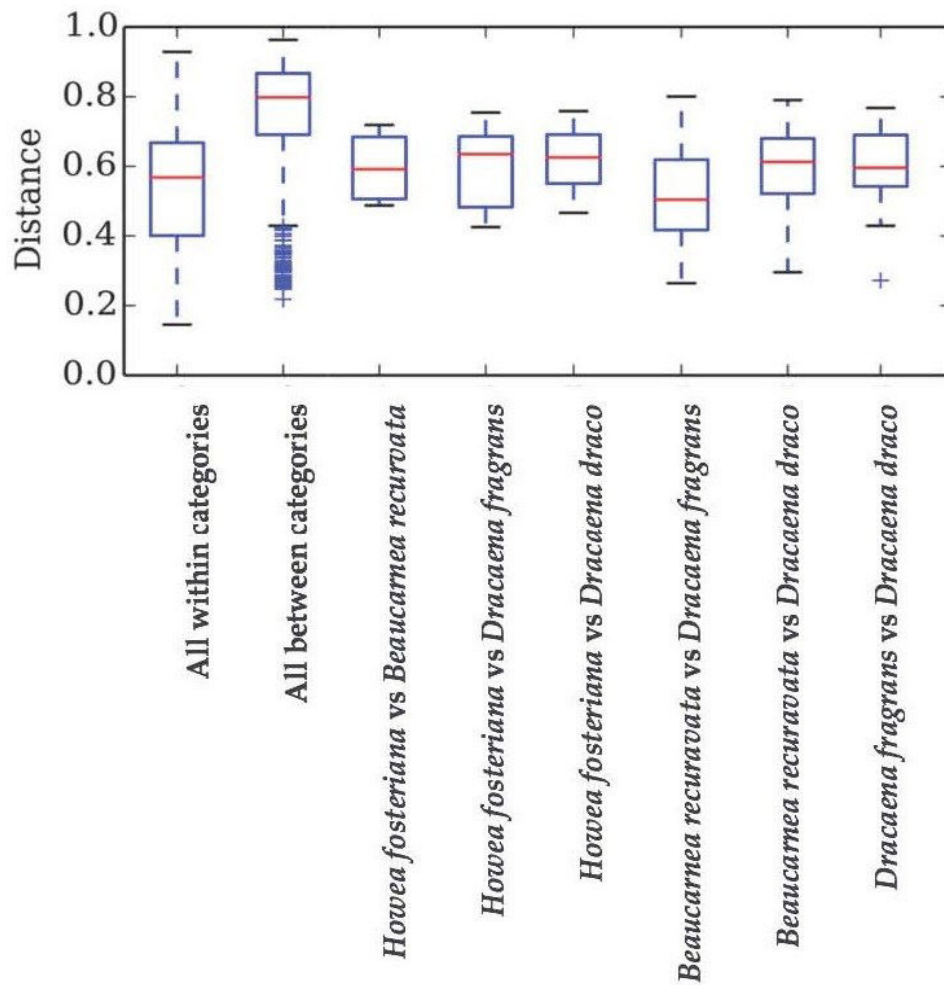 1.0
0.8
0.6
0.4
0.2
0.0
Distance
All within categories
All between categories
Howea fosteriana vs Beaucarnea recurvata
Howea fosteriana vs Dracaena fragrans
Howea fosteriana vs Dracaena draco
Beaucarnea recuravata vs Dracaena fragrans
Beaucarnea recuravata vs Dracaena draco
Dracaena fragrans vs Dracaena draco